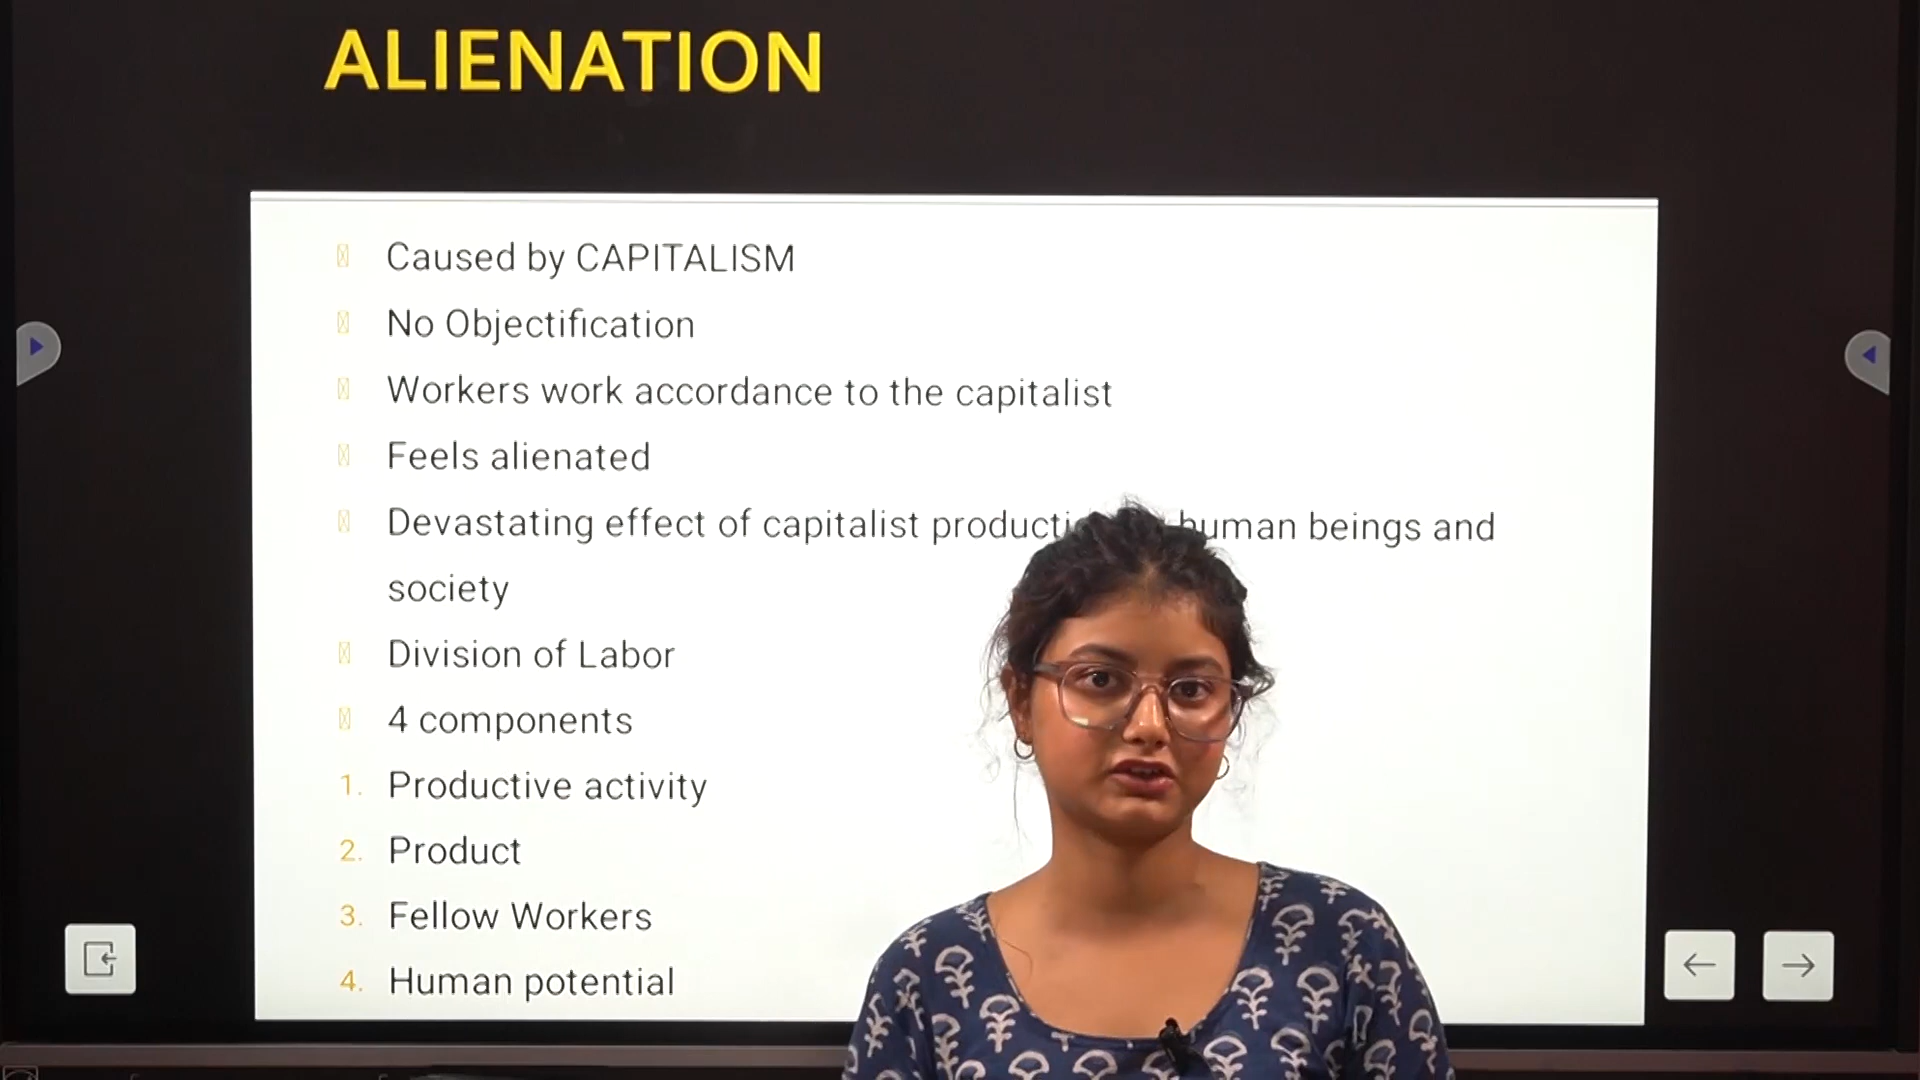 ALIENATION
Caused by CAPITALISM
No Objectification
Workers work accordance to the capitalist
Feels alienated
Devastating effect of capitalist human beings and
society
Division of Labor
4 components
1. Productive activity
2. Product
3. Fellow Workers
4. Human potential